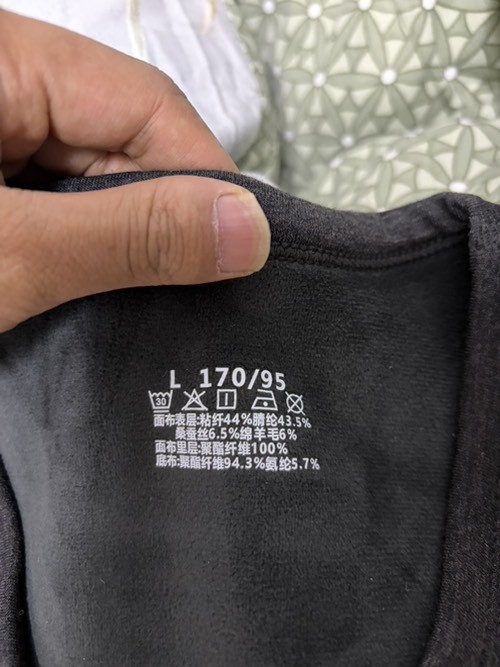 L 170/95
30
面布表层:粘纤44%腈纶43.5%
桑蚕丝6.5%绵羊毛6%
面布里层:聚酯纤维100%
底布:聚酯纤维94.3%氨纶5.7%